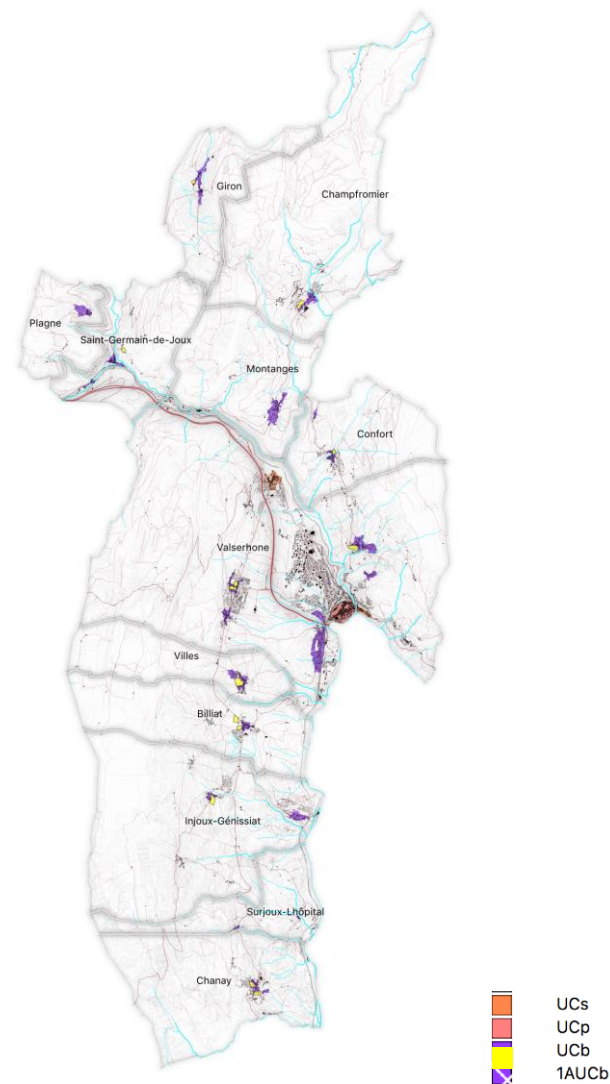 Giron
Champfromier
Plagne
Saint-Germain-de-Joux
Montanges
Confort
Valserhone
Villes
Billiat
Injoux-Génissiat
Surjoux-Lhôpital
Chanay
UCs
UCp
UCb
1AUCb